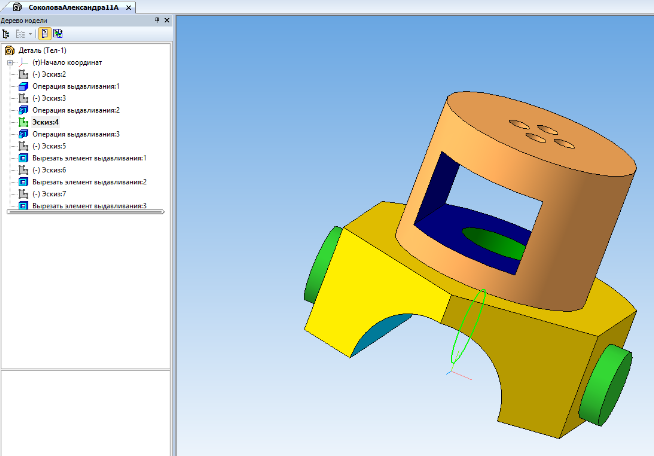 СоколоваАлександра11А
Дерево модели
Деталь (Тел-1)
(т)Начало координат
(-) Эскиз:2
Операция выдавливания:1
(-) Эскиз:3
Операция выдавливания:2
Эскиз:4
Операция выдавливания:3
(-) Эскиз:5
Вырезать элемент выдавливания:1
(-) Эскиз:6
Вырезать элемент выдавливания:2
(-) Эскиз:7
Вырезать элемент выдавливания:3